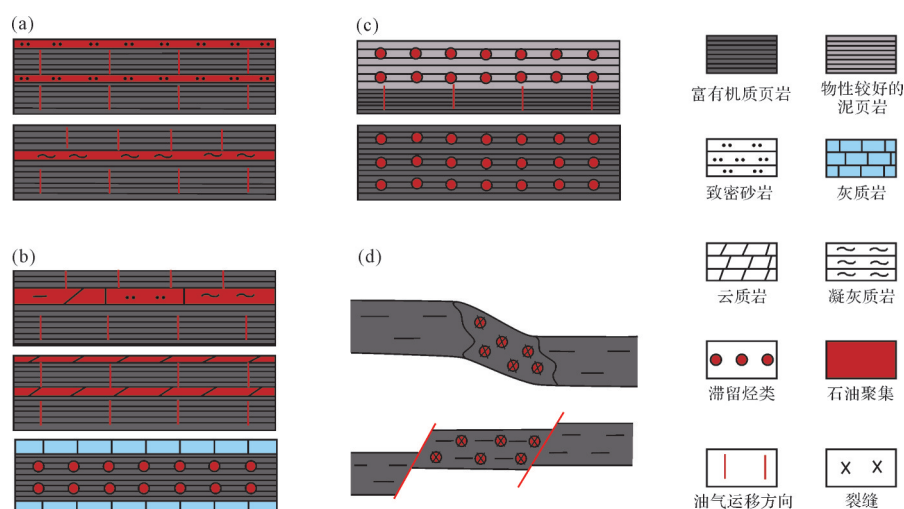 (a)
(c)
富有机质页岩
物性较好的
泥页岩
致密砂岩
灰质岩
(b)
(d)
云质岩
凝灰质岩
滞留烃类
石油聚集
油气运移方向
裂缝